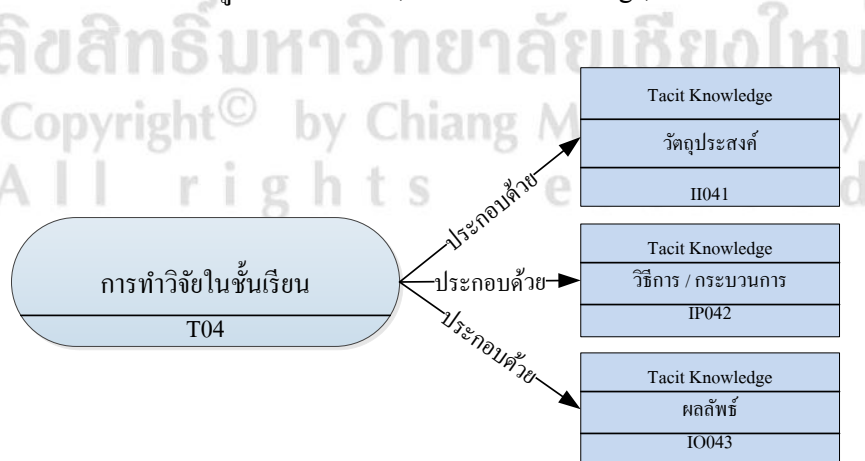 ลิขสิทธิ์มหาวิทยาลัยเชียงใหม
Copyright© by Chiang M
All rights
Tacit Knowledge
วัตถุประสงค์
II041
ประกอบด้วย
Tacit Knowledge
วิธีการ / กระบวนการ
IP042
ประกอบด้วย
การทำวิจัยในชั้นเรียน
T04
ประกอบด้วย
Tacit Knowledge
ผลลัพธ์
IO043